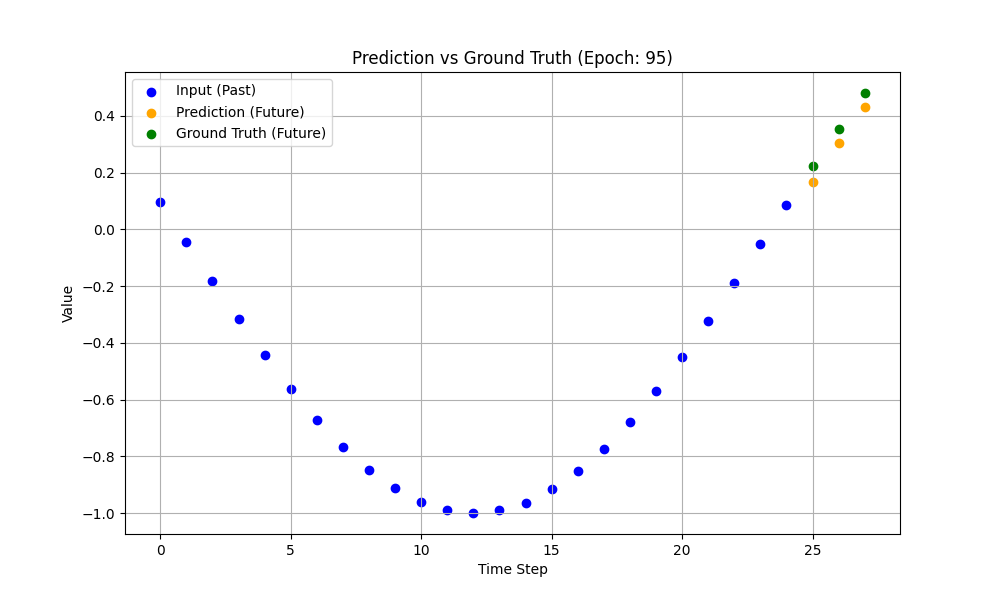 Prediction vs Ground Truth (Epoch: 95)
Input (Past)
Prediction (Future)
Ground Truth (Future)
Value
0.4
0.2
0.0
−0.2
−0.4
−0.6
−0.8
−1.0
0 5 10 15 20 25
Time Step